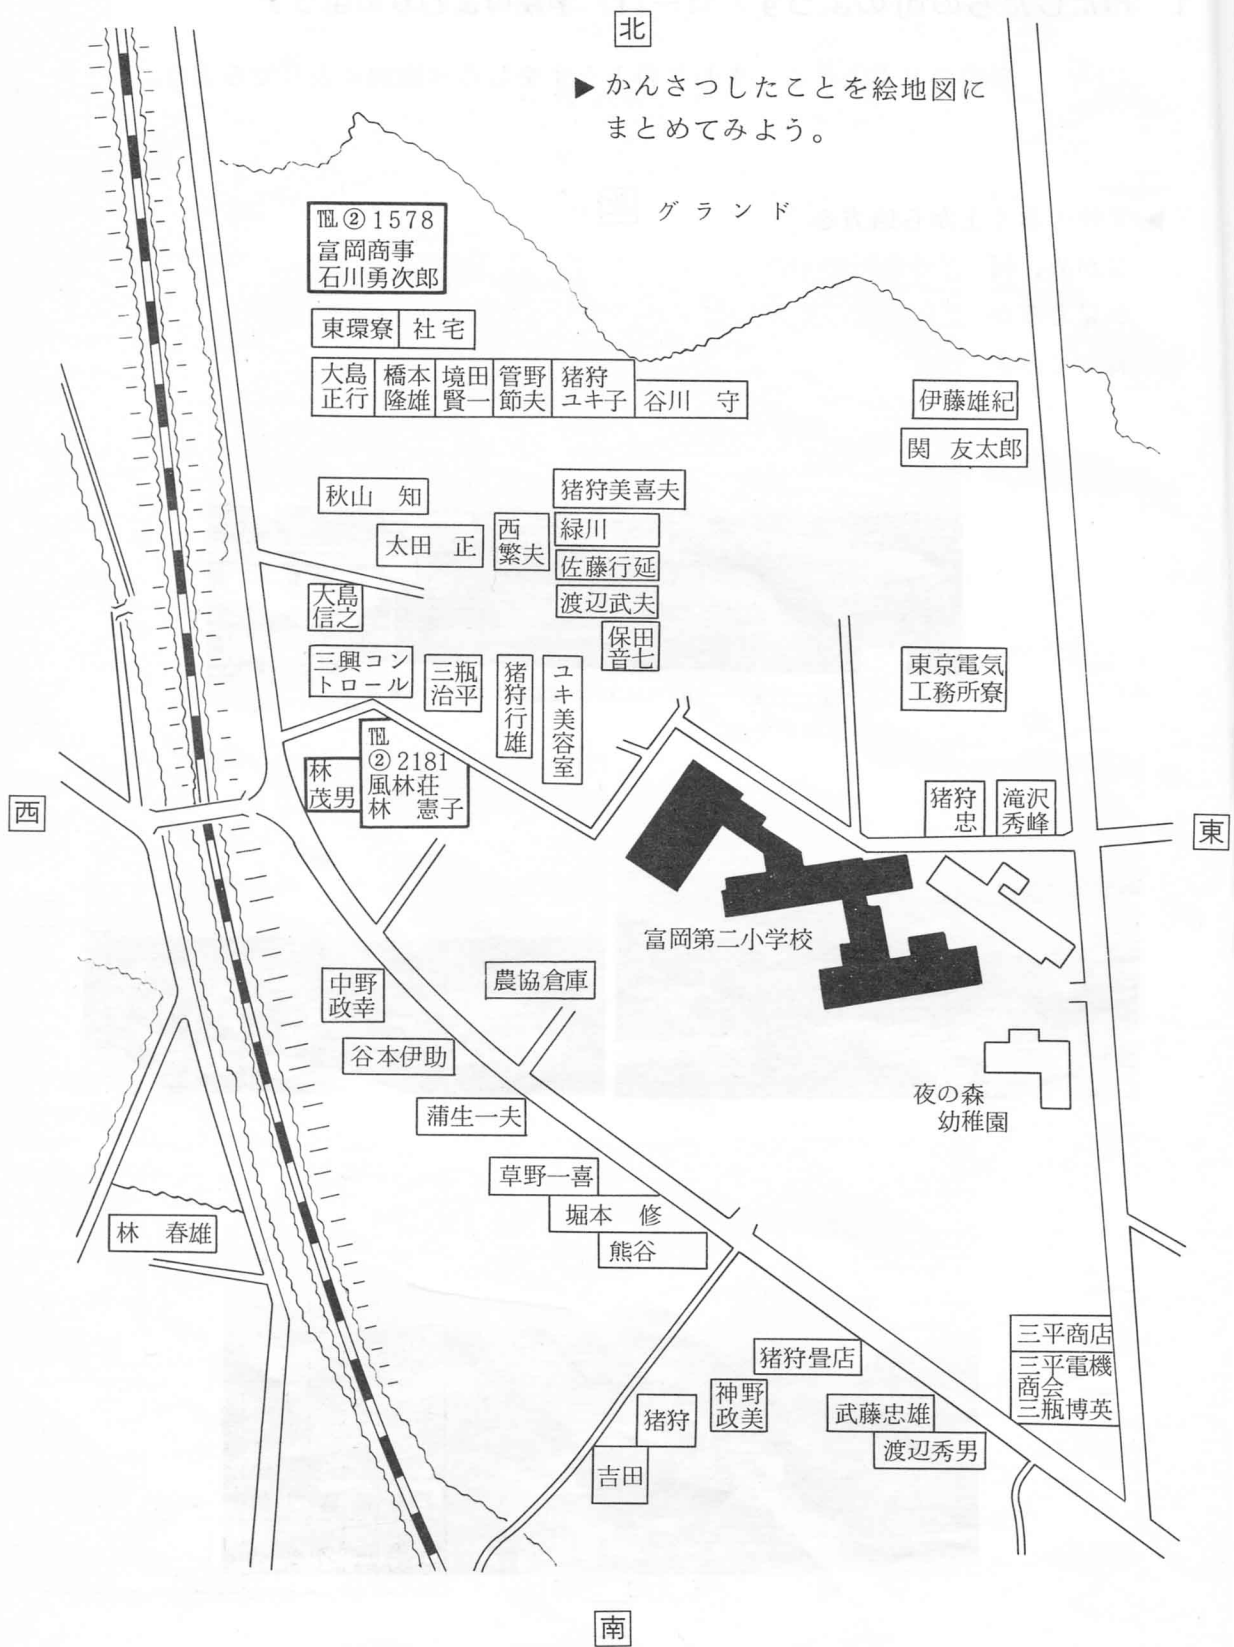 北
▶かんさつしたことを絵地図に
まとめてみよう。
グランド
℡②1578
富岡商事
石川勇次郎
東環寮
社宅
大島
正行
橋本
隆雄
境田
賢一
管野
節夫
猪狩
ユキ子
谷川 守
伊藤雄紀
関 友太郎
秋山 知
太田 正
西
繁夫
猪狩美喜夫
緑川
佐藤行延
渡辺武夫
保田
音七
大島
信之
三興コン
トロール
三瓶
治平
猪狩行雄
ユキ美容室
東京電気
工務所寮
℡
②2181
風林荘
林 憲子
林
茂男
猪狩
忠
滝沢
秀峰
西
東
富岡第二小学校
中野
政幸
農協倉庫
谷本伊助
夜の森
幼稚園
蒲生一夫
草野一喜
堀本 修
熊谷
林 春雄
三平商店
三平電機
商会
三瓶博英
猪狩畳店
神野
政美
猪狩
武藤忠雄
渡辺秀男
吉田
南